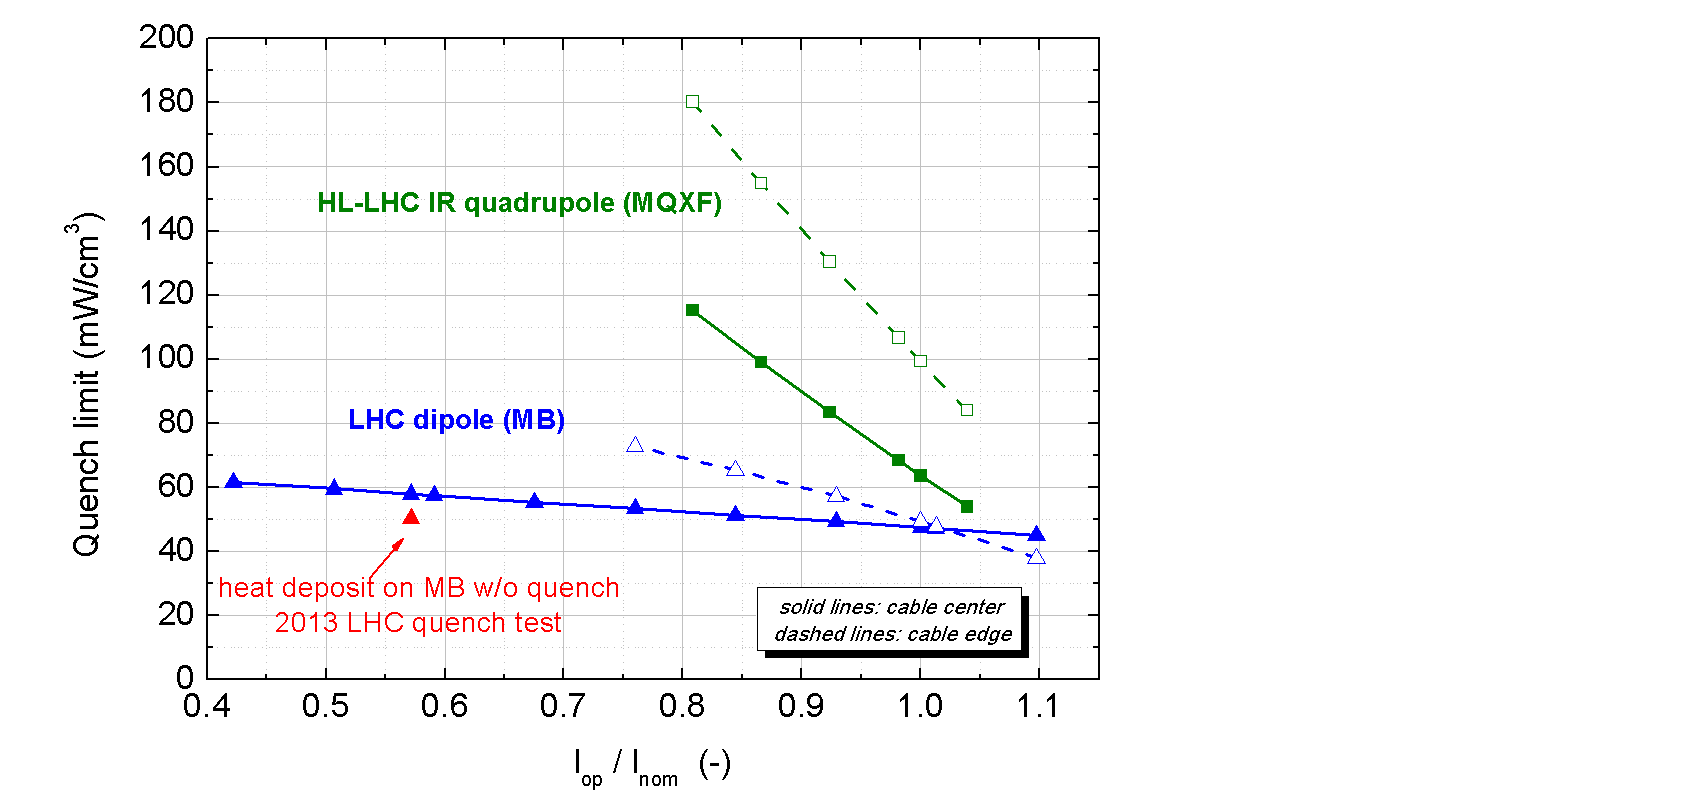 200
180
160
140
120
100
80
60
40
20
0
Quench limit (mW/cm³)
HL-LHC IR quadrupole (MQXF)
LHC dipole (MB)
heat deposit on MB w/o quench
2013 LHC quench test
solid lines: cable center
dashed lines: cable edge
0.4 0.5 0.6 0.7 0.8 0.9 1.0 1.1
I_op / I_nom (-)